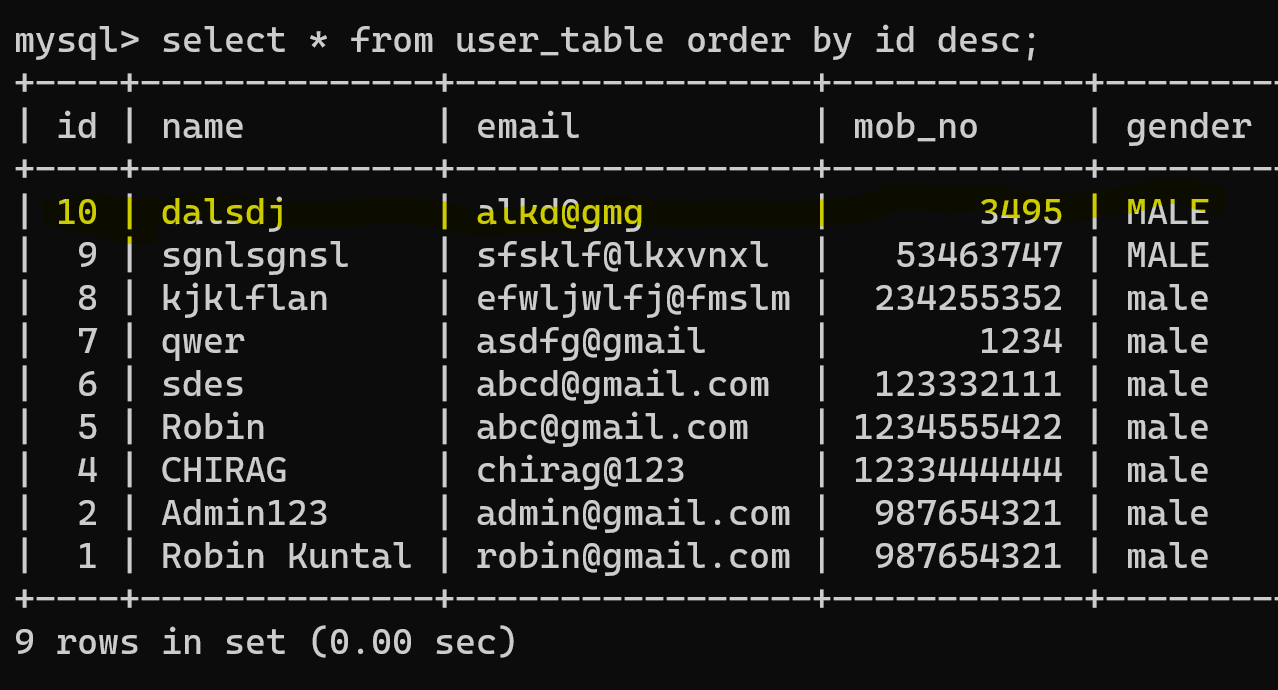 mysql> select * from user_table order by id desc;
+----+--------------+-----------------+------------+--------
| id | name         | email           | mob_no     | gender
+----+--------------+-----------------+------------+--------
| 10 | dalsdj       | alkd@gmg        |       3495 | MALE
|  9 | sgnlsgnsl    | sfsklf@lkxvnxl  |   53463747 | MALE
|  8 | kjklflan     | efwljwlfj@fmslm |  234255352 | male
|  7 | qwer         | asdfg@gmail     |       1234 | male
|  6 | sdes         | abcd@gmail.com  |  123332111 | male
|  5 | Robin        | abc@gmail.com   | 1234555422 | male
|  4 | CHIRAG       | chirag@123      | 1233444444 | male
|  2 | Admin123     | admin@gmail.com |  987654321 | male
|  1 | Robin Kuntal | robin@gmail.com |  987654321 | male
+----+--------------+-----------------+------------+--------
9 rows in set (0.00 sec)